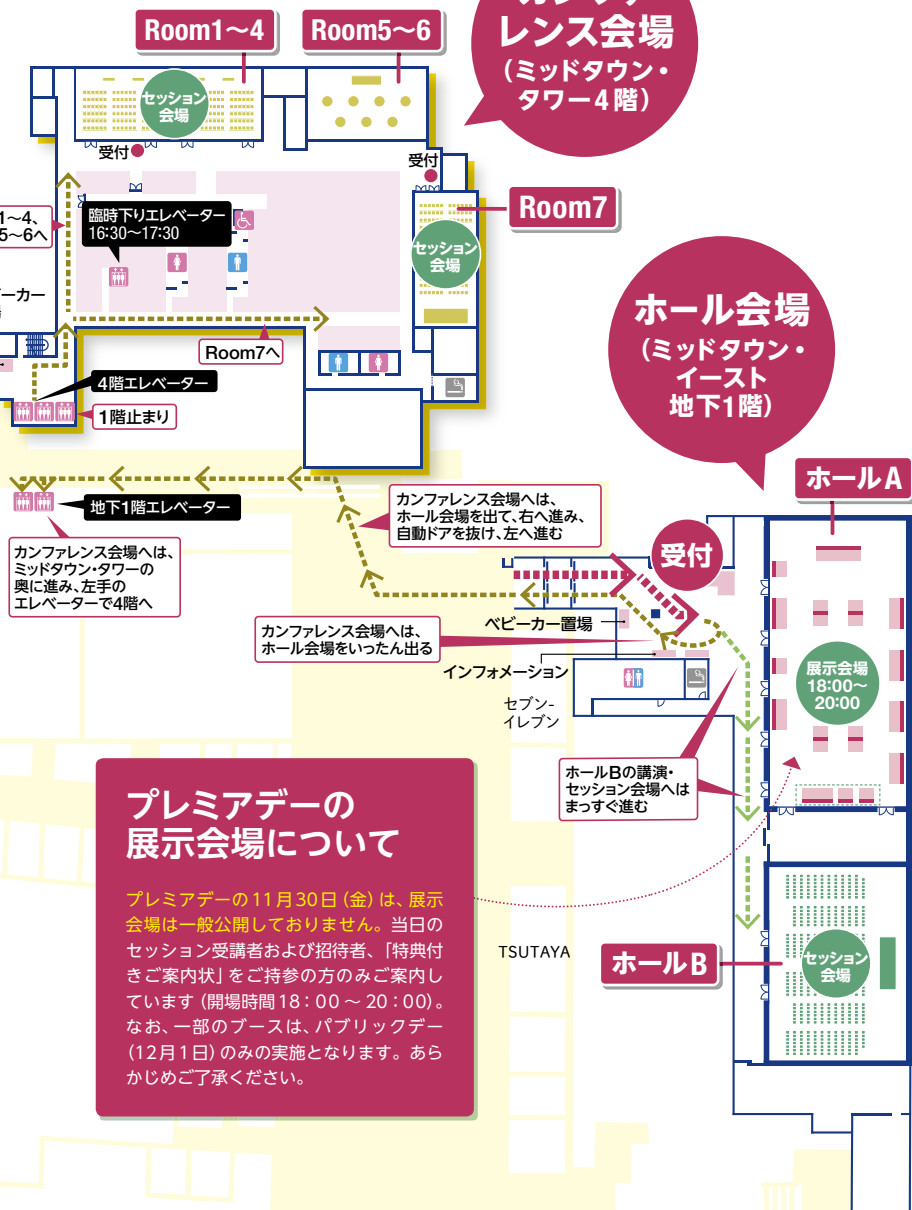 Room1〜4
Room5〜6
レンス会場
（ミッドタウン・
タワー4階）
セッション
会場
受付
受付
Room7
セッション
会場
1〜4、
5〜6へ
臨時下りエレベーター
16:30〜17:30
ーカー
Room7へ
4階エレベーター
1階止まり
ホール会場
（ミッドタウン・
イースト
地下1階）
ホールA
地下1階エレベーター
カンファレンス会場へは、
ミッドタウン・タワーの
奥に進み、左手の
エレベーターで4階へ
カンファレンス会場へは、
ホール会場を出て、右へ進み、
自動ドアを抜け、左へ進む
受付
ベビーカー置場
カンファレンス会場へは、
ホール会場をいったん出る
インフォメーション
セブン-
イレブン
展示会場
18:00〜
20:00
ホールBの講演・
セッション会場へは
まっすぐ進む
プレミアデーの
展示会場について
プレミアデーの11月30日（金）は、展示
会場は一般公開しておりません。当日の
セッション受講者および招待者、「特典付
きご案内状」をご持参の方のみご案内し
ています（開場時間18：00〜20：00）。
なお、一部のブースは、パブリックデー
（12月1日）のみの実施となります。あら
かじめご了承ください。
TSUTAYA
ホールB
セッション
会場